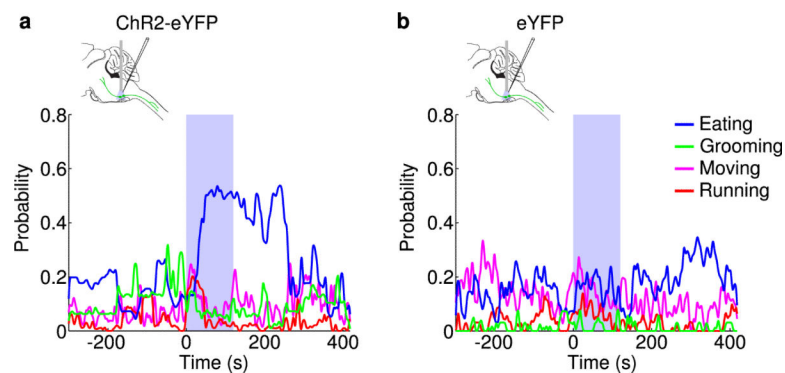 a ChR2-eYFP
b eYFP
0.8
0.6
0.4
0.2
0
Probability
-200 0 200 400
Time (s)
0.8
0.6
0.4
0.2
0
Probability
-200 0 200 400
Time (s)
Eating
Grooming
Moving
Running